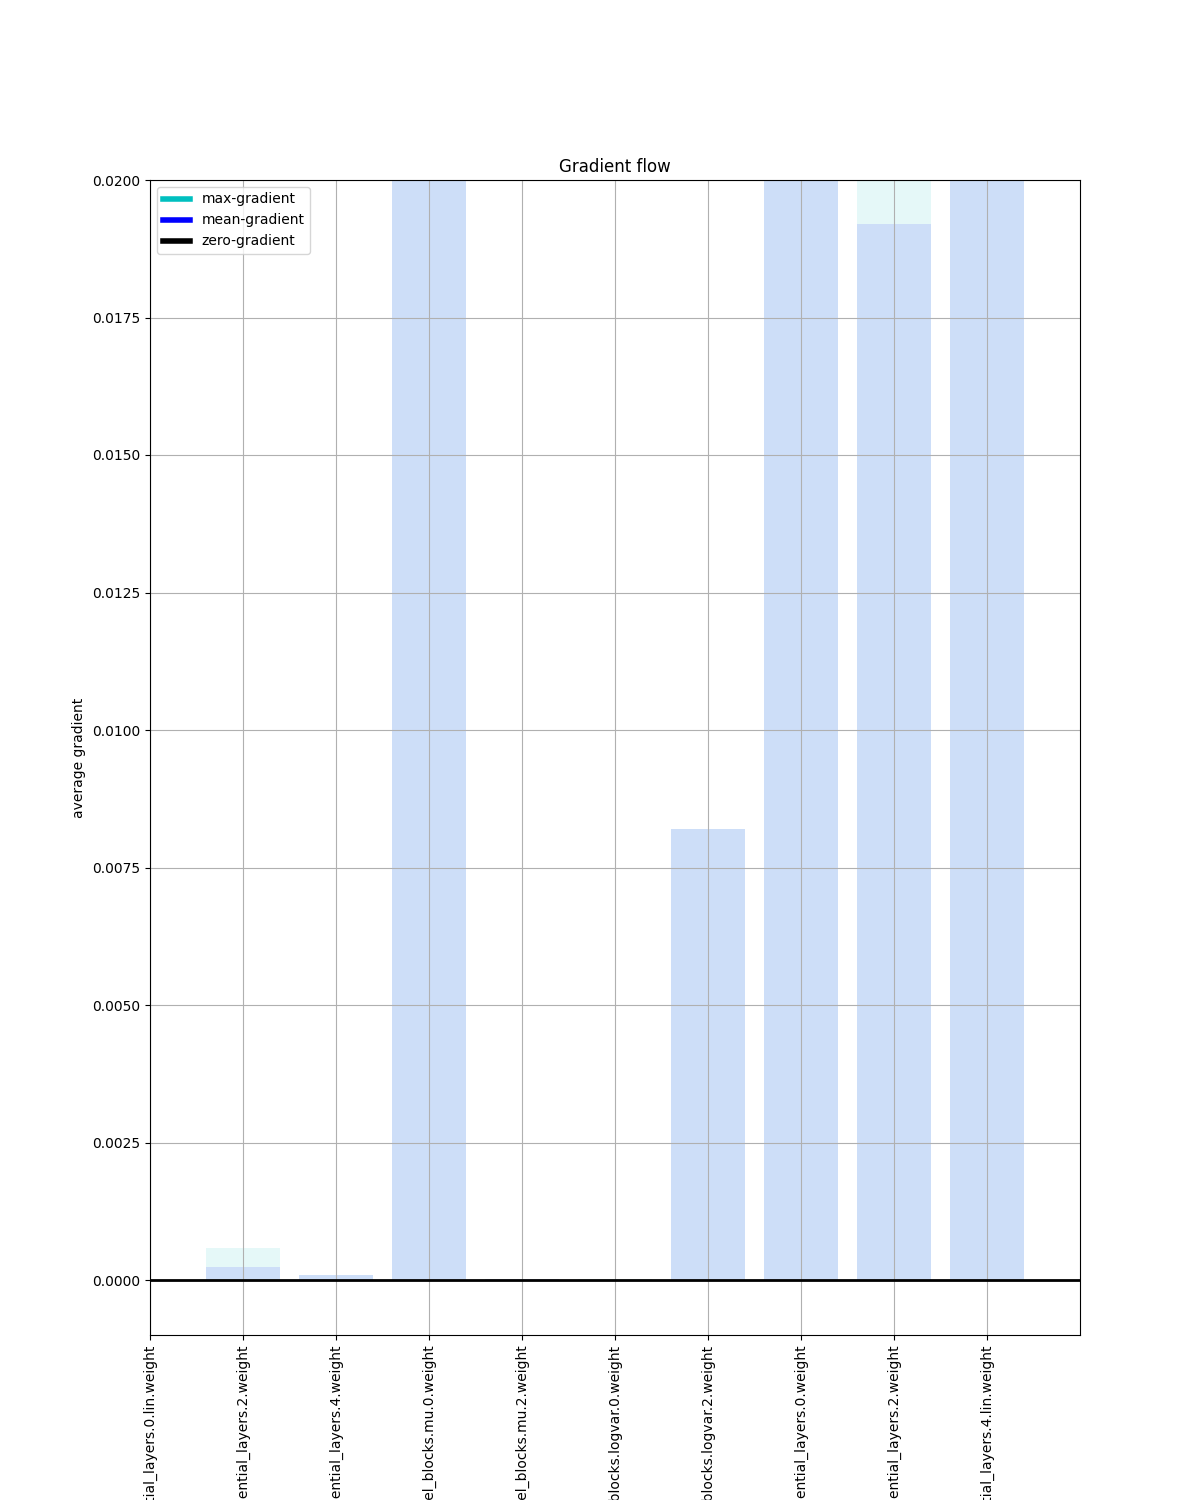 Gradient flow
max-gradient
mean-gradient
zero-gradient
0.0200
0.0175
0.0150
0.0125
0.0100
0.0075
0.0050
0.0025
0.0000
average gradient
tial_layers.0.lin.weight
ential_layers.2.weight
ential_layers.4.weight
el_blocks.mu.0.weight
el_blocks.mu.2.weight
blocks.logvar.0.weight
blocks.logvar.2.weight
ential_layers.0.weight
ential_layers.2.weight
tial_layers.4.lin.weight